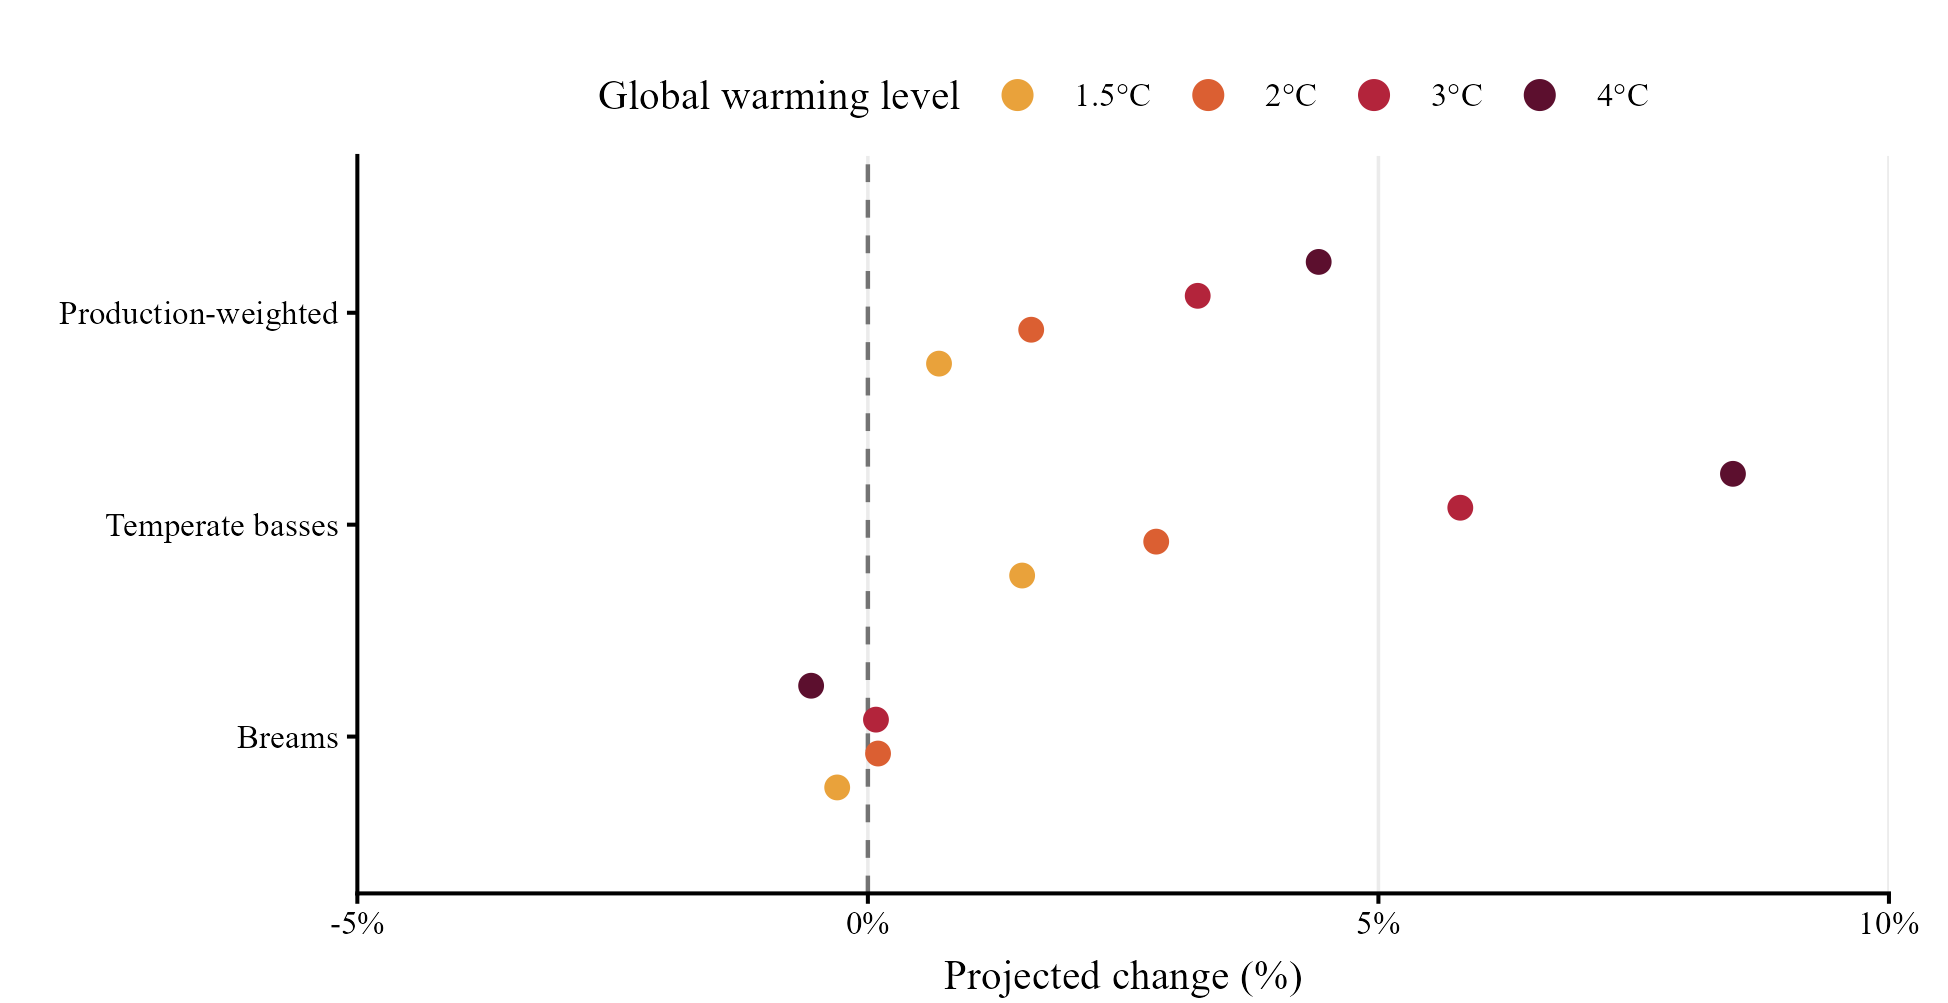 Global warming level 1.5°C 2°C 3°C 4°C
Production-weighted
Temperate basses
Breams
-5% 0% 5% 10%
Projected change (%)